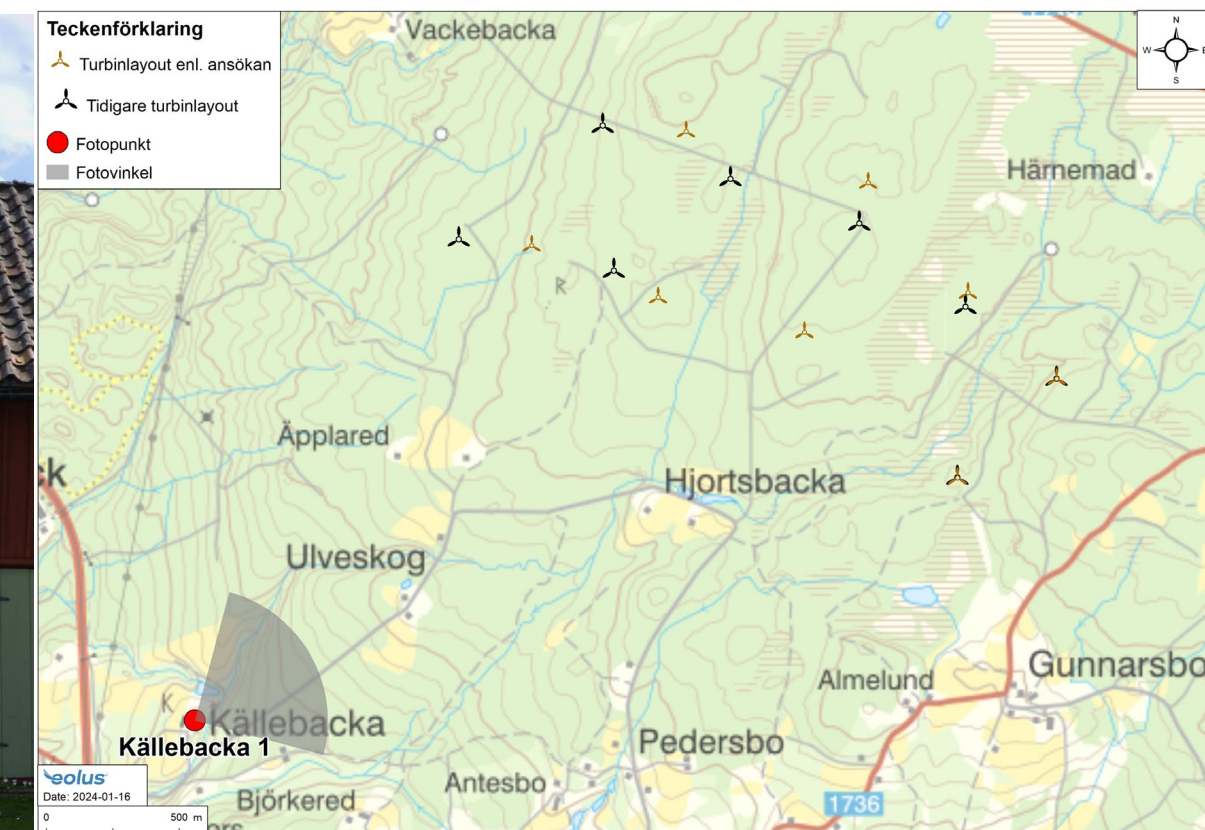 Teckenförklaring
Turbinlayout enl. ansökan
Tidigare turbinlayout
Fotopunkt
Fotovinkel
N
W E
S
Vackebacka
Härnemad
R
Äpplared
Hjortsbacka
Ulveskog
Almelund
Gunnarsbo
K
Källebacka
Källebacka 1
Pedersbo
Antesbo
Björkered
1736
eolus
Date: 2024-01-16
0 500 m